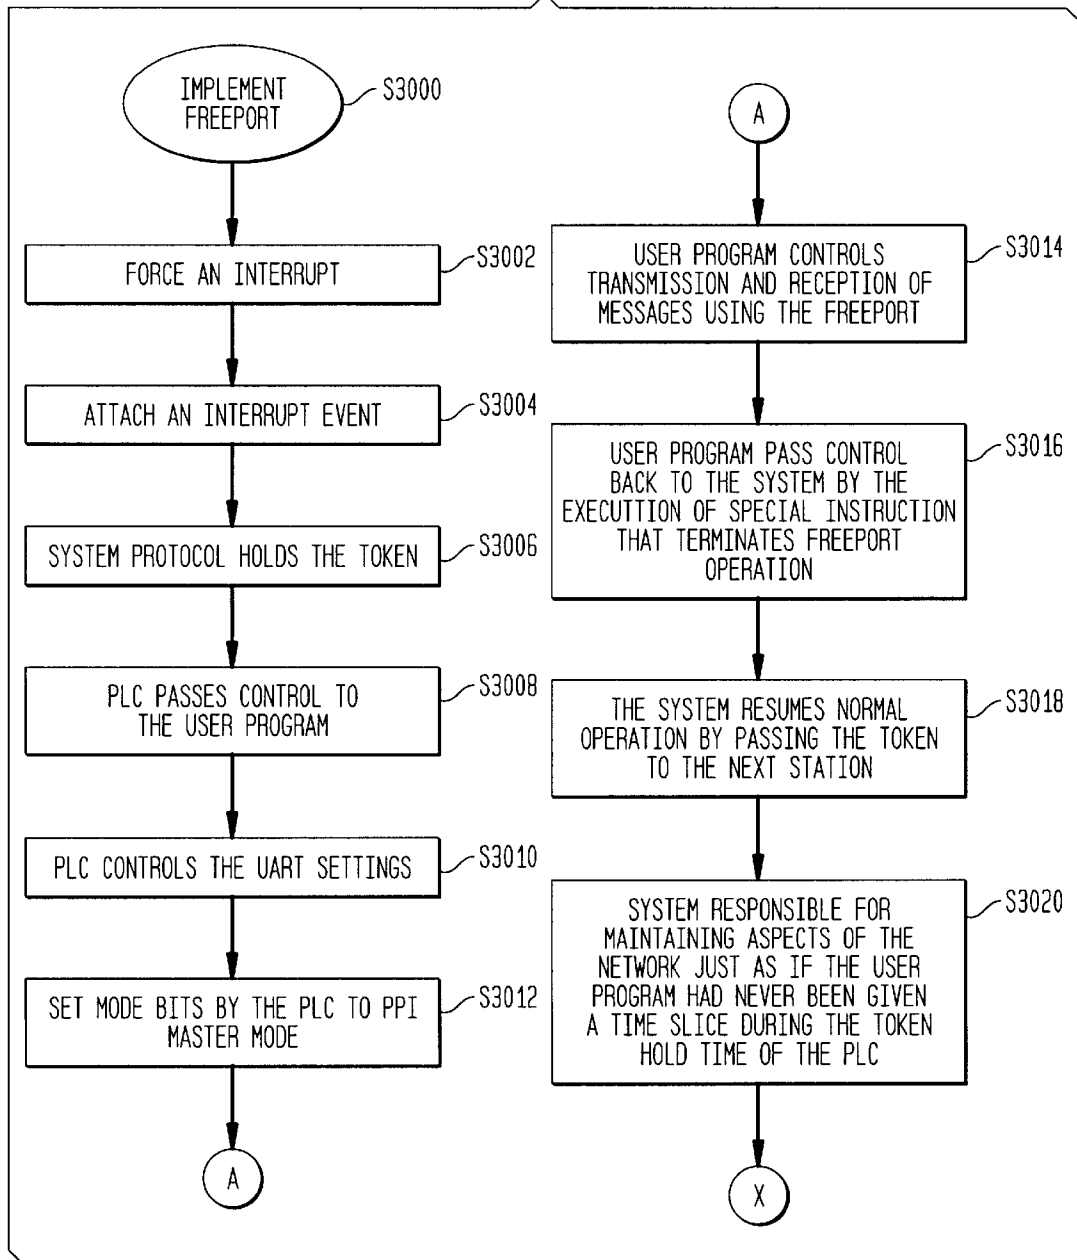 IMPLEMENT
FREEPORT
S3000
FORCE AN INTERRUPT
S3002
ATTACH AN INTERRUPT EVENT
S3004
SYSTEM PROTOCOL HOLDS THE TOKEN
S3006
PLC PASSES CONTROL TO
THE USER PROGRAM
S3008
PLC CONTROLS THE UART SETTINGS
S3010
SET MODE BITS BY THE PLC TO PPI
MASTER MODE
S3012
A
A
USER PROGRAM CONTROLS
TRANSMISSION AND RECEPTION OF
MESSAGES USING THE FREEPORT
S3014
USER PROGRAM PASS CONTROL
BACK TO THE SYSTEM BY THE
EXECUTTION OF SPECIAL INSTRUCTION
THAT TERMINATES FREEPORT
OPERATION
S3016
THE SYSTEM RESUMES NORMAL
OPERATION BY PASSING THE TOKEN
TO THE NEXT STATION
S3018
SYSTEM RESPONSIBLE FOR
MAINTAINING ASPECTS OF THE
NETWORK JUST AS IF THE USER
PROGRAM HAD NEVER BEEN GIVEN
A TIME SLICE DURING THE TOKEN
HOLD TIME OF THE PLC
S3020
X